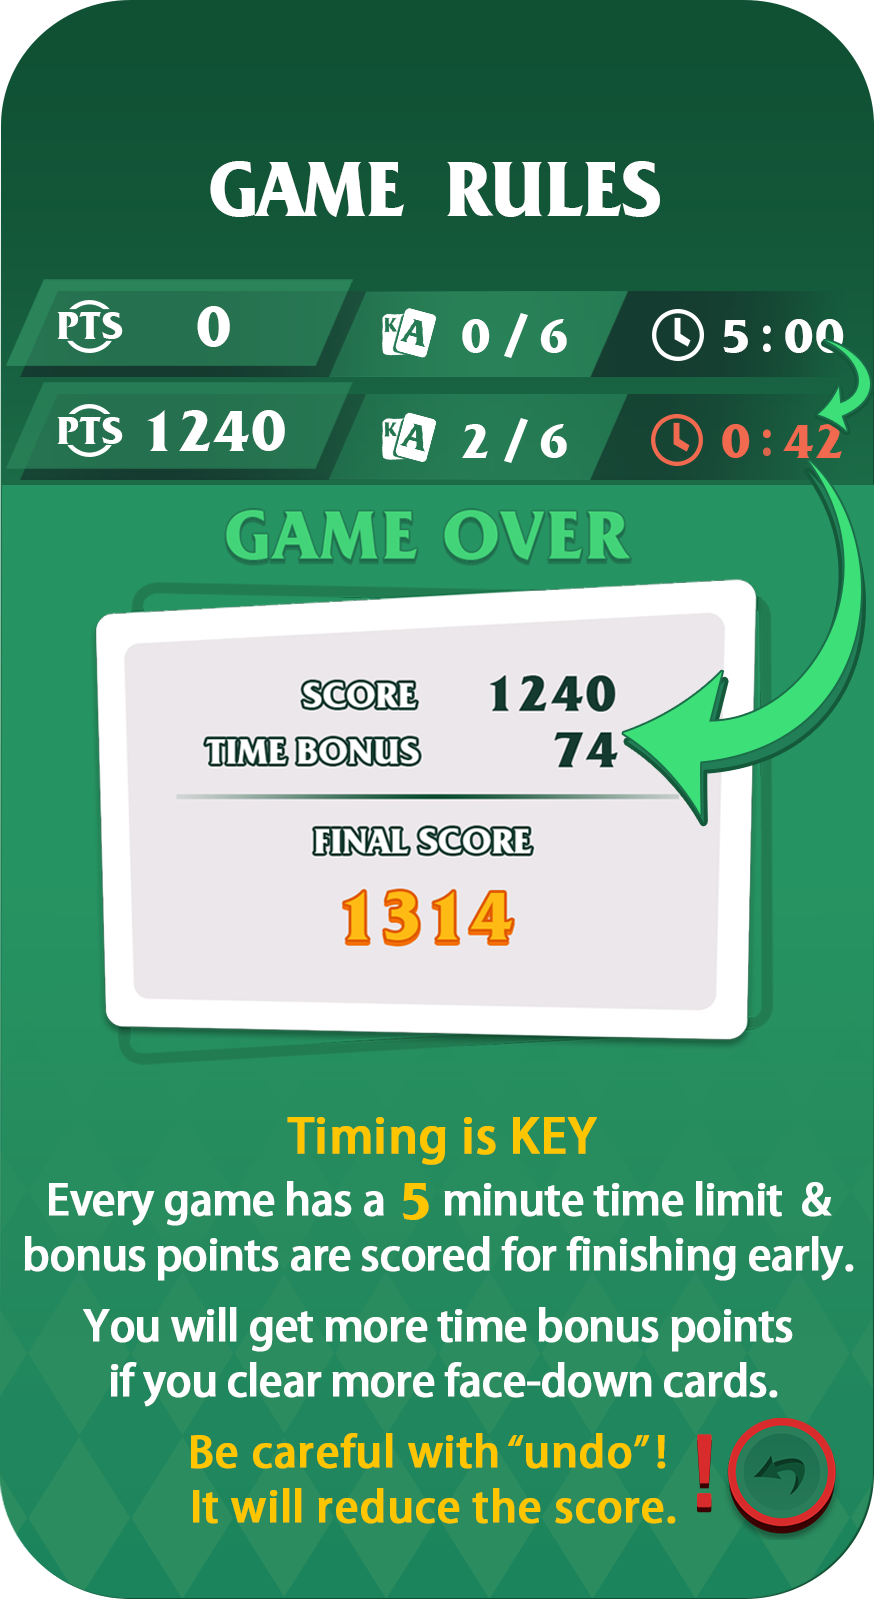 GAME RULES
PTS 0 K A 0 / 6 5 : 00
PTS 1240 K A 2 / 6 0 : 42
GAME OVER
SCORE 1240
TIME BONUS 74
FINAL SCORE
1314
Timing is KEY
Every game has a 5 minute time limit &
bonus points are scored for finishing early.
You will get more time bonus points
if you clear more face-down cards.
Be careful with “undo”!
It will reduce the score. !